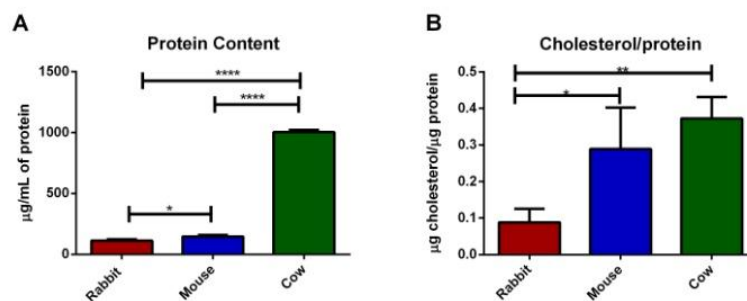 A
Protein Content
μg/mL of protein
1500
1000
500
0
****
****
*
Rabbit
Mouse
Cow
B
Cholesterol/protein
μg cholesterol/μg protein
0.5
0.4
0.3
0.2
0.1
0.0
**
*
Rabbit
Mouse
Cow